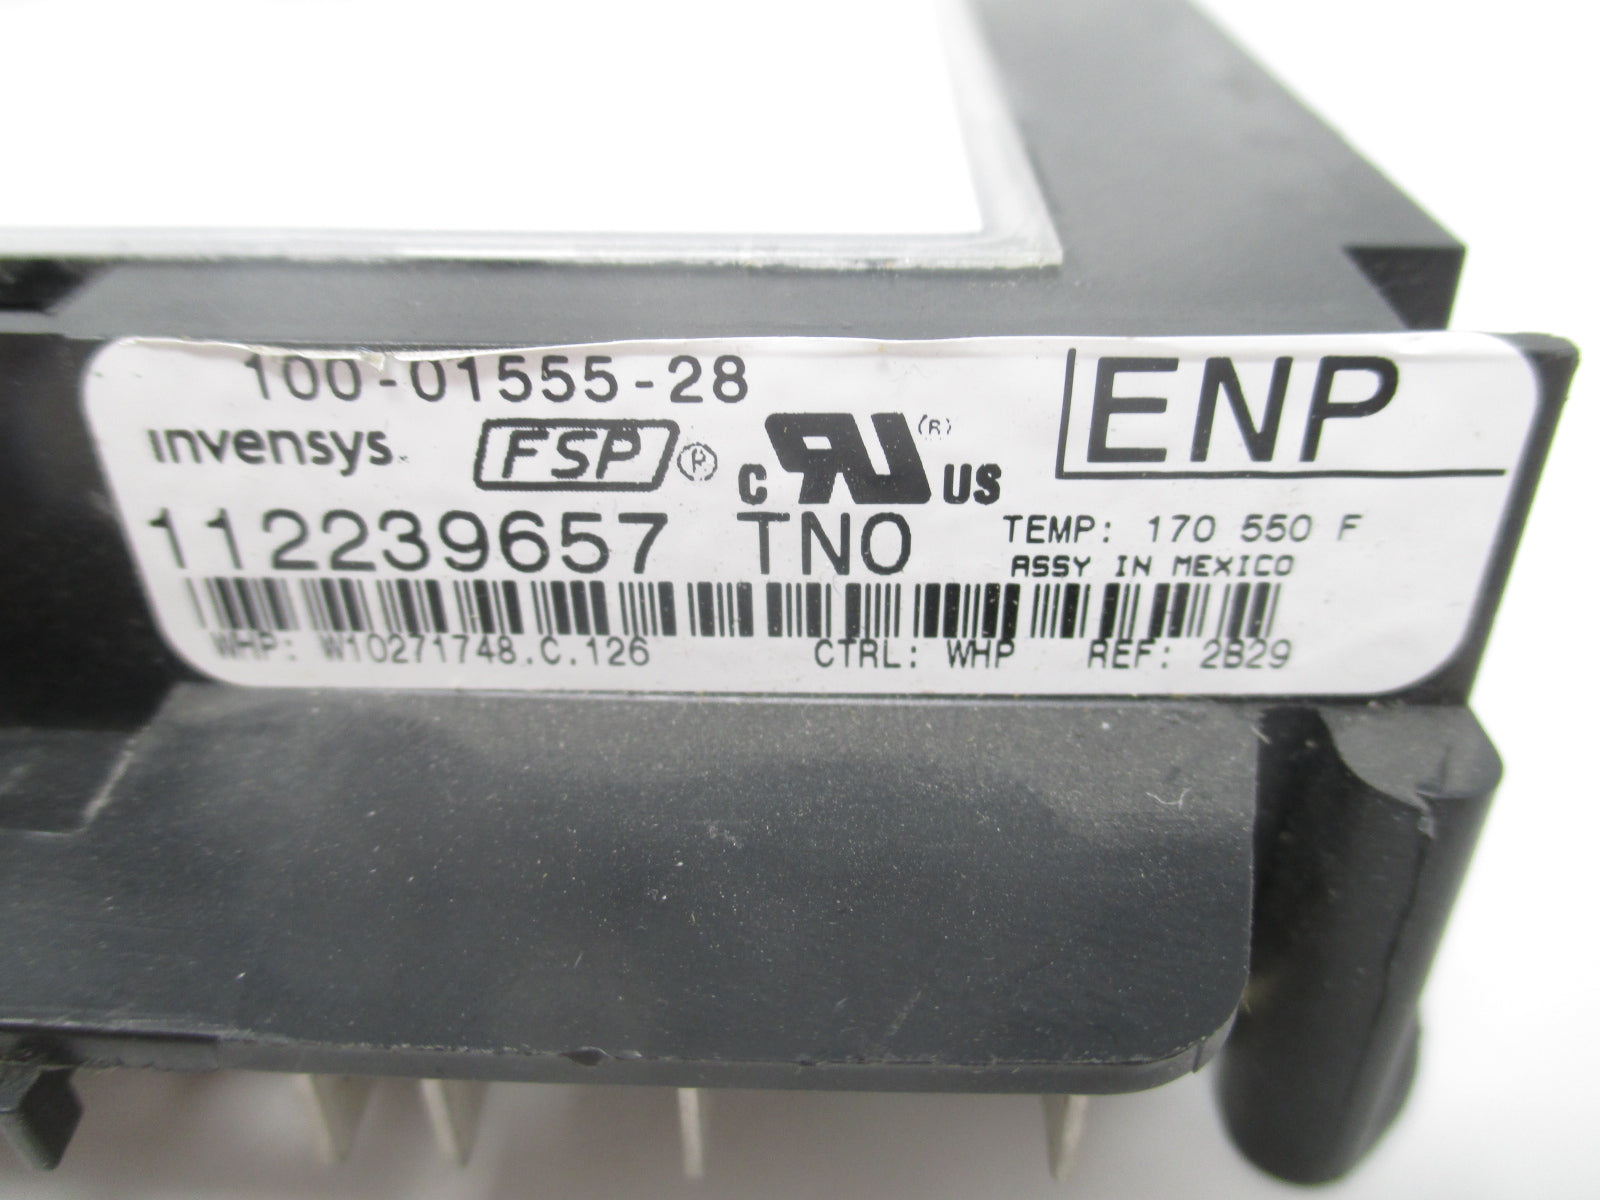 100-01555-28
invensys
FSP ®
c RU (R) US
ENP
112239657 TNO
TEMP: 170 550 F
ASSY IN MEXICO
WHP: W10271748.C.126 CTRL: WHP REF: 2B29